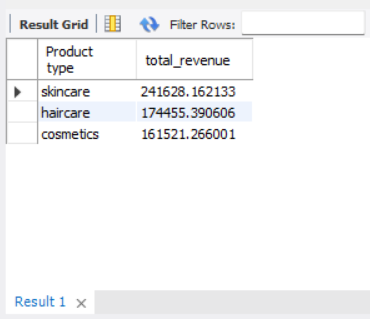 Result Grid Filter Rows:
Product type total_revenue
skincare 241628.162133
haircare 174455.390606
cosmetics 161521.266001
Result 1 ×